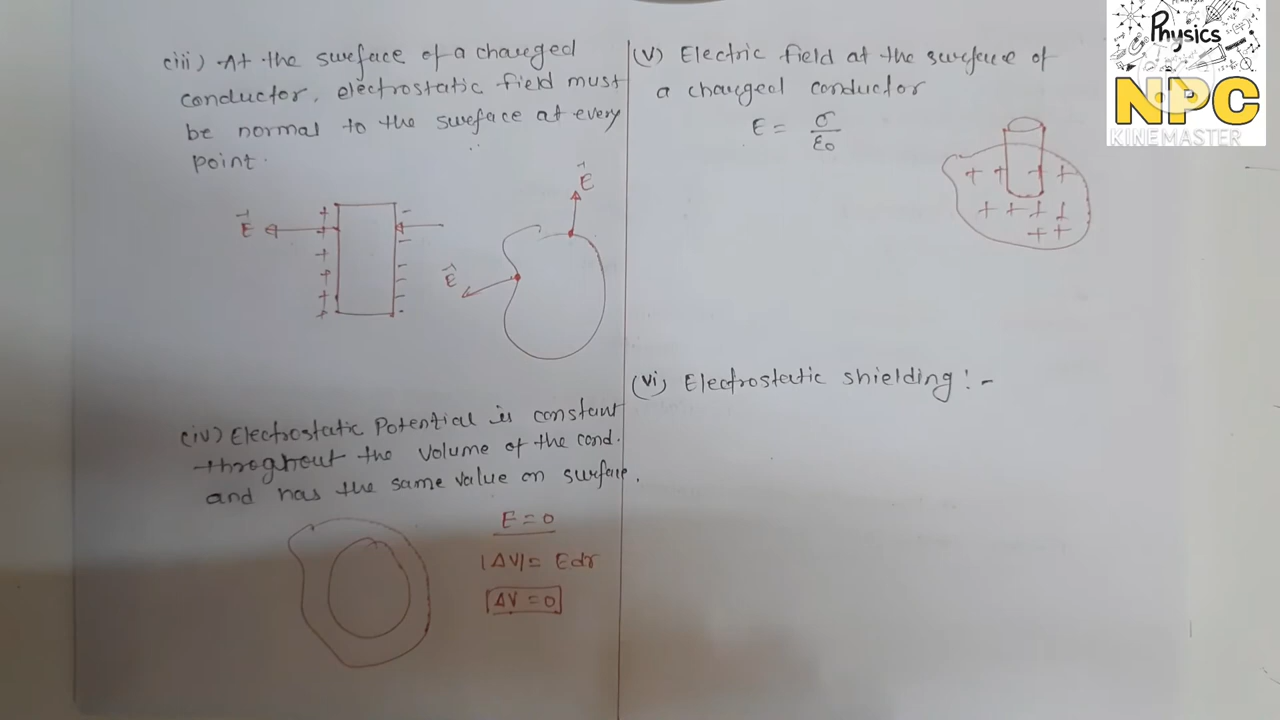 (iii) At the surface of a charged
conductor, electrostatic field must
be normal to the surface at every
point.
E⃗
+ + + + + +
- - - - - -
E⃗
E⃗
(iv) Electrostatic Potential is constant
throghout the volume of the cond.
and has the same value on surface.
E = 0
|ΔV| = Edr
ΔV = 0
(v) Electric field at the surface of
a charged conductor
E = σ/ε₀
+ + + +
+ + + +
+ +
(vi) Electrostatic shielding :-
Physics
NPC
KINEMASTER